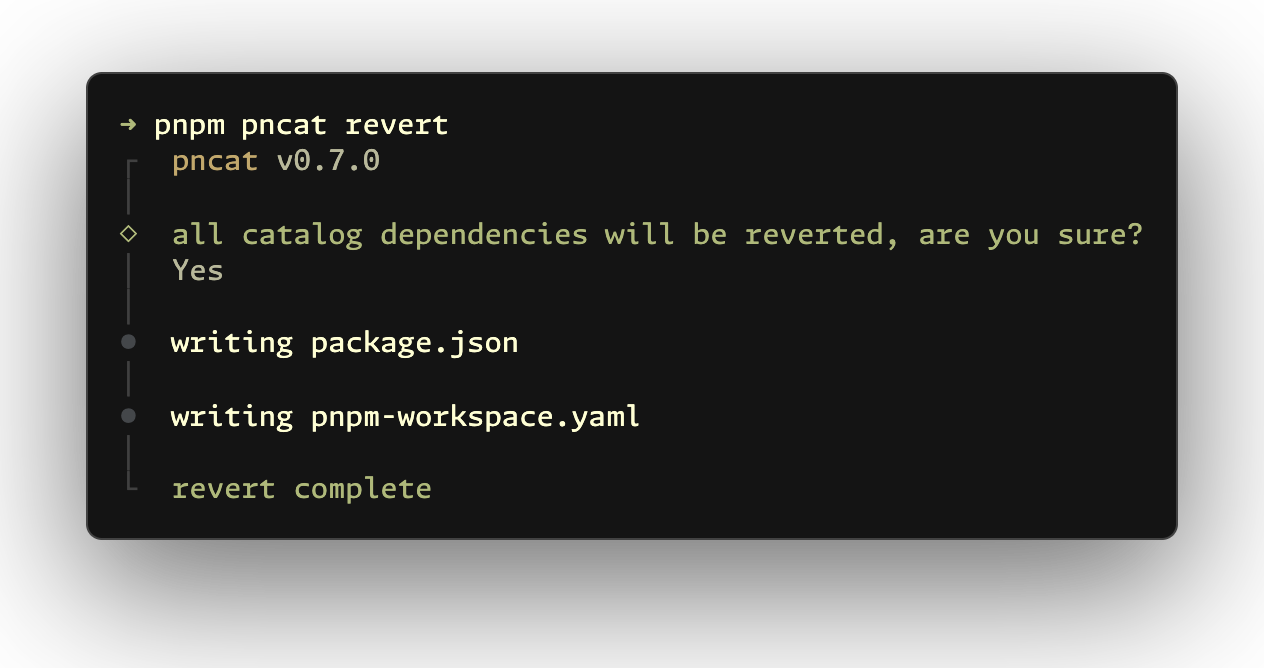 ➜ pnpm pncat revert
pncat v0.7.0
all catalog dependencies will be reverted, are you sure?
Yes
writing package.json
writing pnpm-workspace.yaml
revert complete